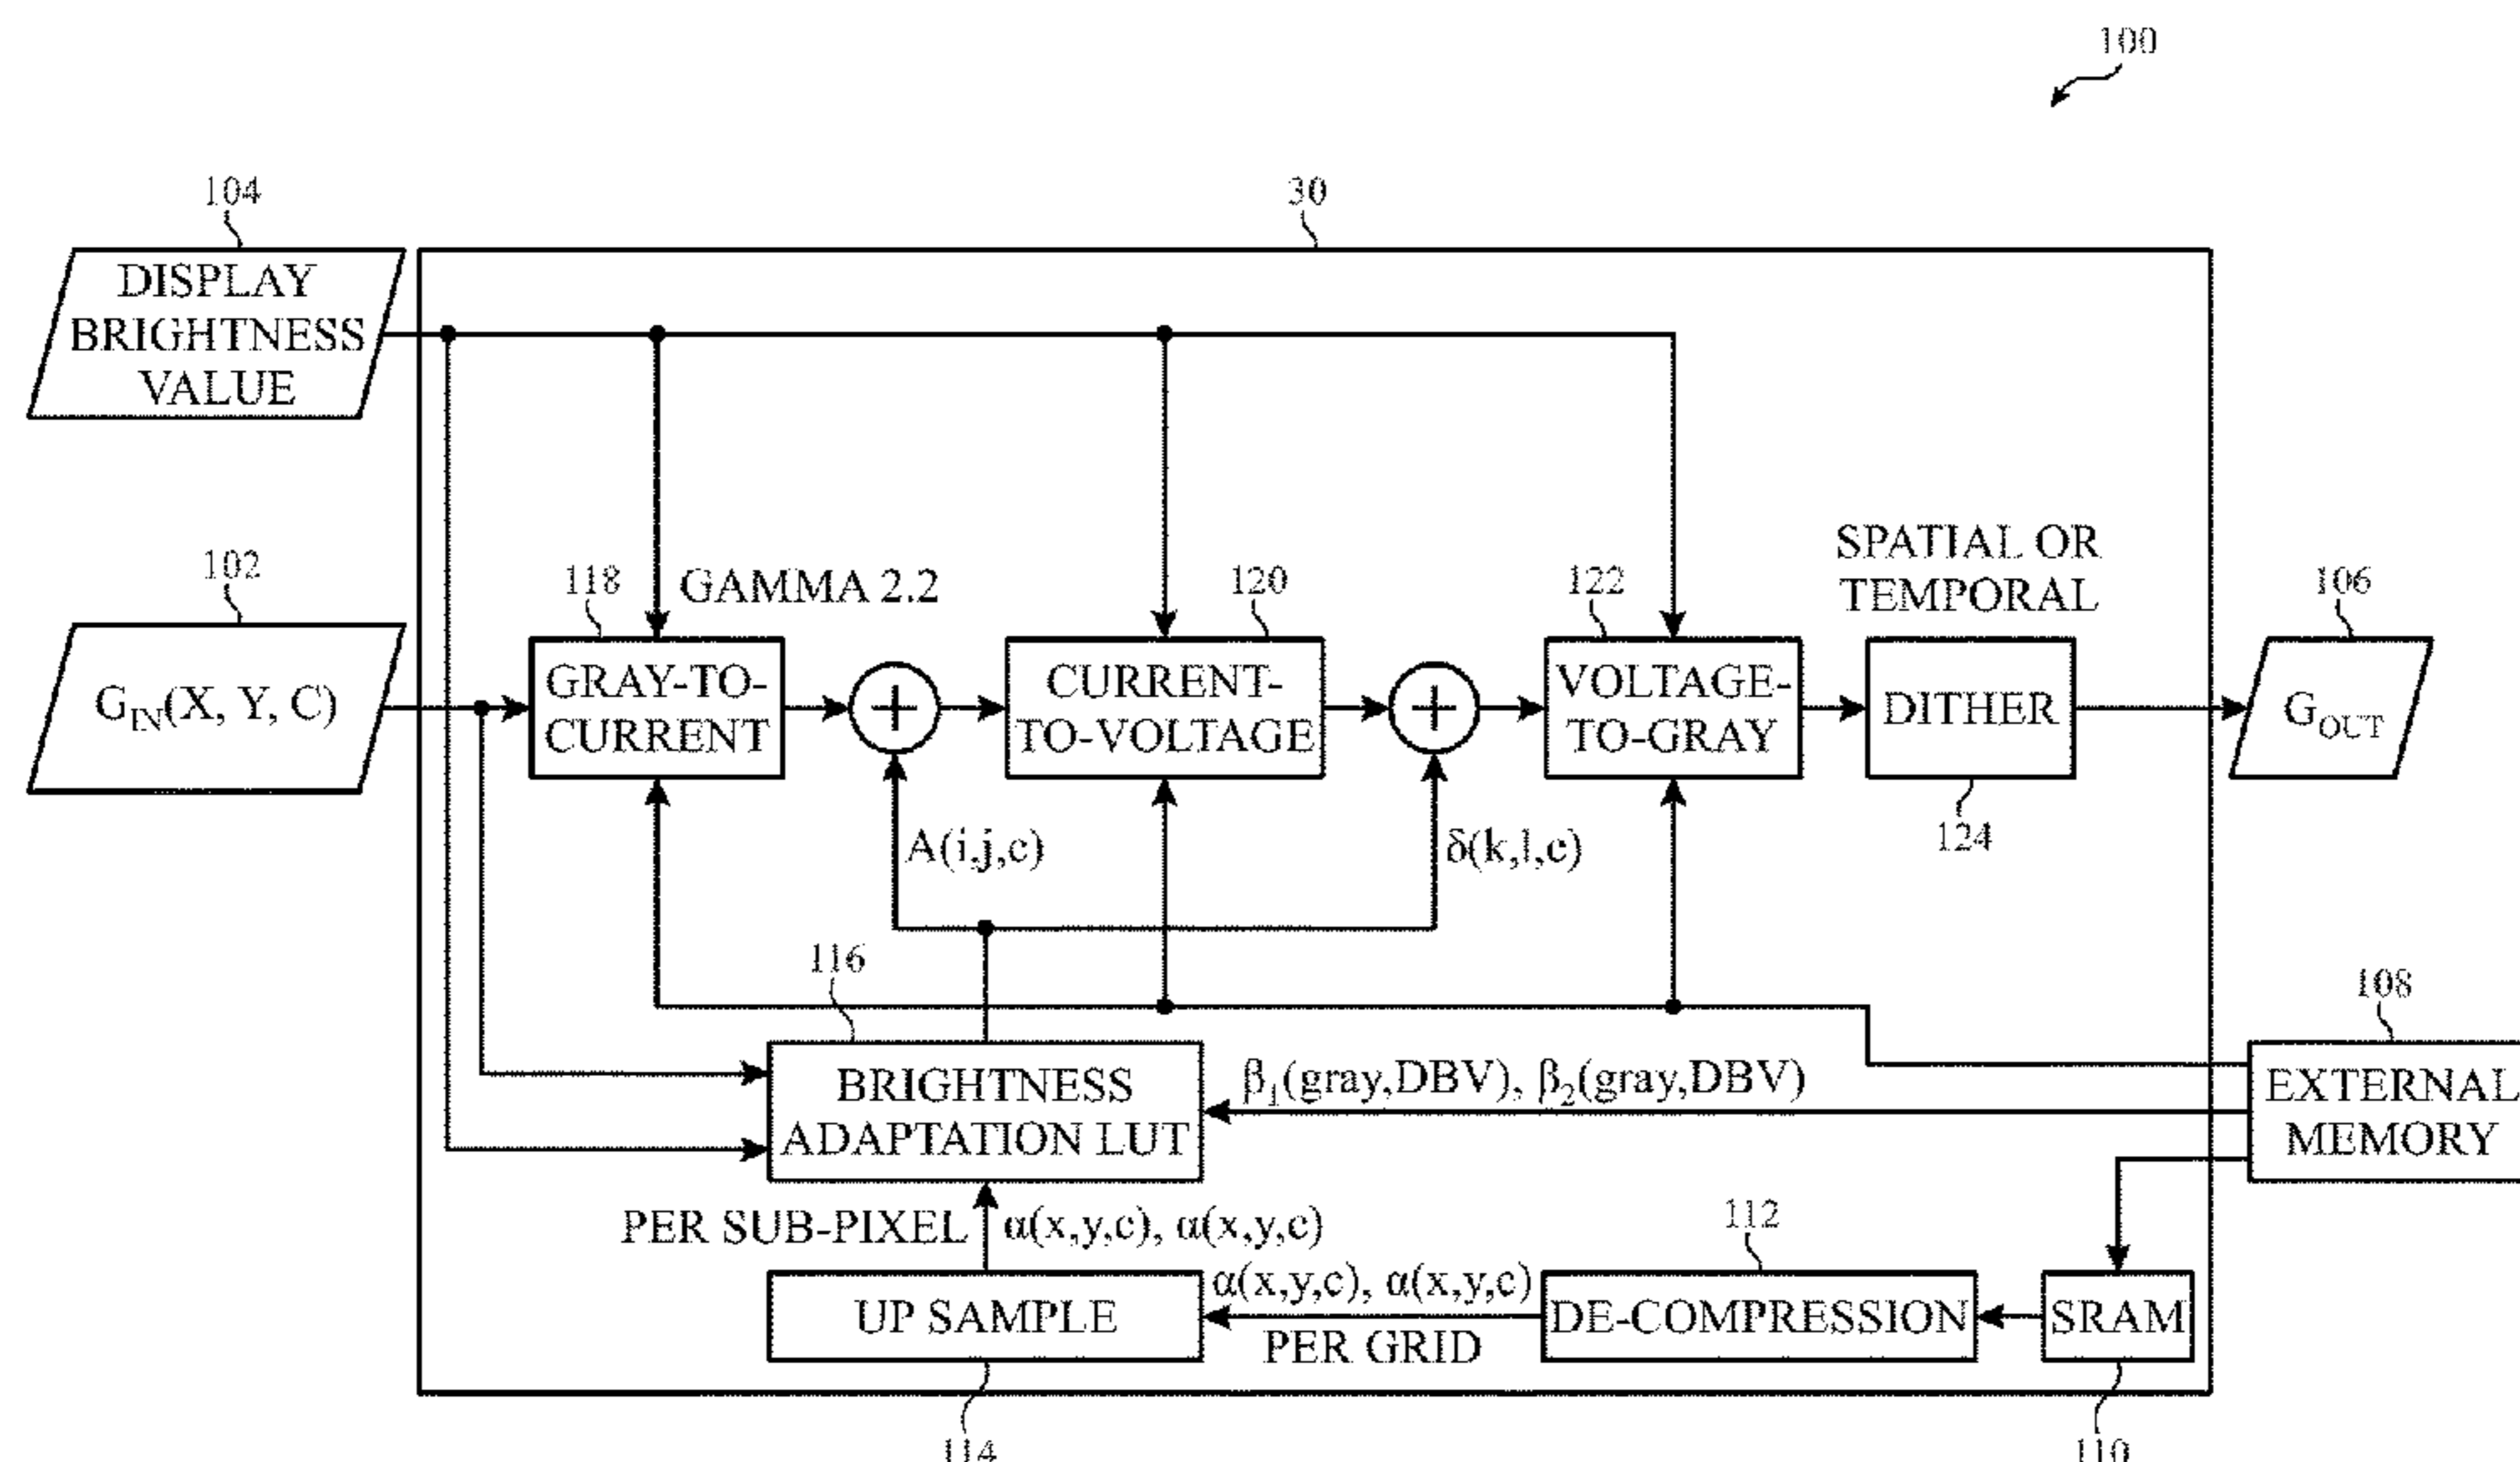 100
104
30
DISPLAY
BRIGHTNESS
VALUE
102
118
GAMMA 2.2
120
122
SPATIAL OR
TEMPORAL
106
G_IN(X, Y, C)
GRAY-TO-
CURRENT
+
CURRENT-
TO-VOLTAGE
+
VOLTAGE-
TO-GRAY
DITHER
G_OUT
A(i,j,c)
δ(k,l,c)
124
116
108
BRIGHTNESS
ADAPTATION LUT
β₁(gray,DBV), β₂(gray,DBV)
EXTERNAL
MEMORY
PER SUB-PIXEL
α(x,y,c), α(x,y,c)
112
α(x,y,c), α(x,y,c)
UP SAMPLE
PER GRID
DE-COMPRESSION
SRAM
114
110